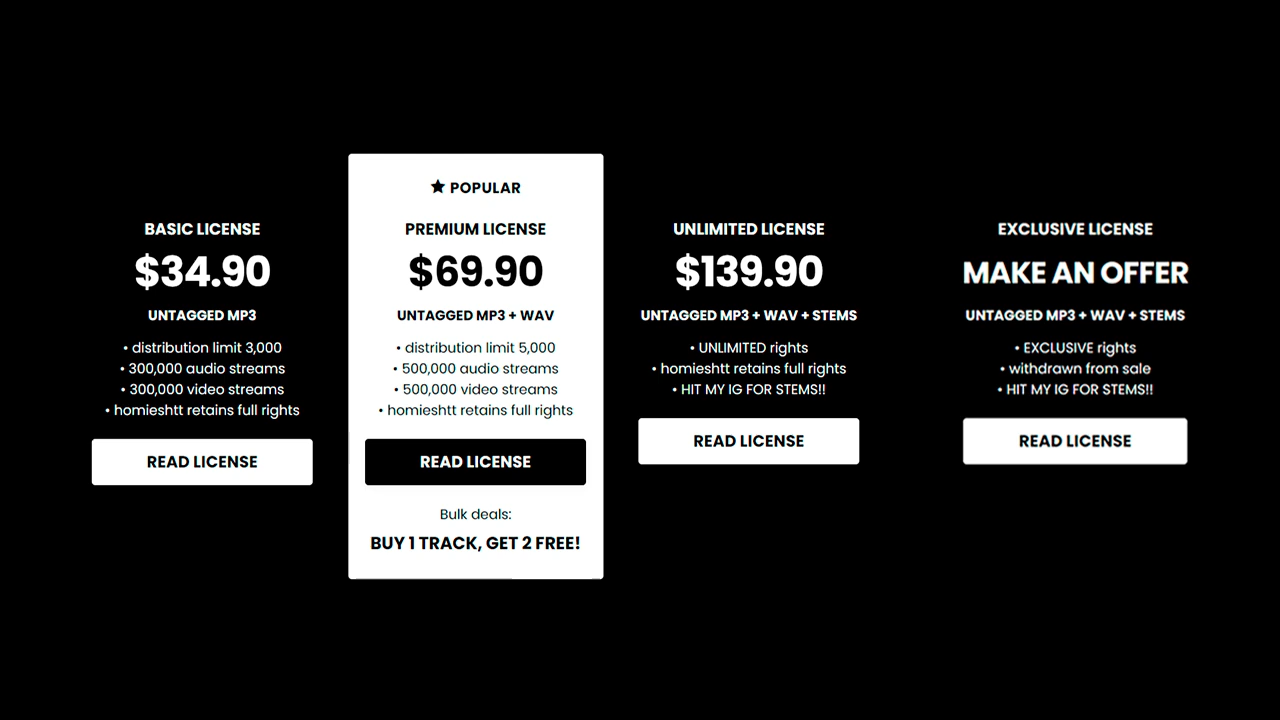 BASIC LICENSE
$34.90
UNTAGGED MP3
• distribution limit 3,000
• 300,000 audio streams
• 300,000 video streams
• homieshtt retains full rights
READ LICENSE
★ POPULAR
PREMIUM LICENSE
$69.90
UNTAGGED MP3 + WAV
• distribution limit 5,000
• 500,000 audio streams
• 500,000 video streams
• homieshtt retains full rights
READ LICENSE
Bulk deals:
BUY 1 TRACK, GET 2 FREE!
UNLIMITED LICENSE
$139.90
UNTAGGED MP3 + WAV + STEMS
• UNLIMITED rights
• homieshtt retains full rights
• HIT MY IG FOR STEMS!!
READ LICENSE
EXCLUSIVE LICENSE
MAKE AN OFFER
UNTAGGED MP3 + WAV + STEMS
• EXCLUSIVE rights
• withdrawn from sale
• HIT MY IG FOR STEMS!!
READ LICENSE